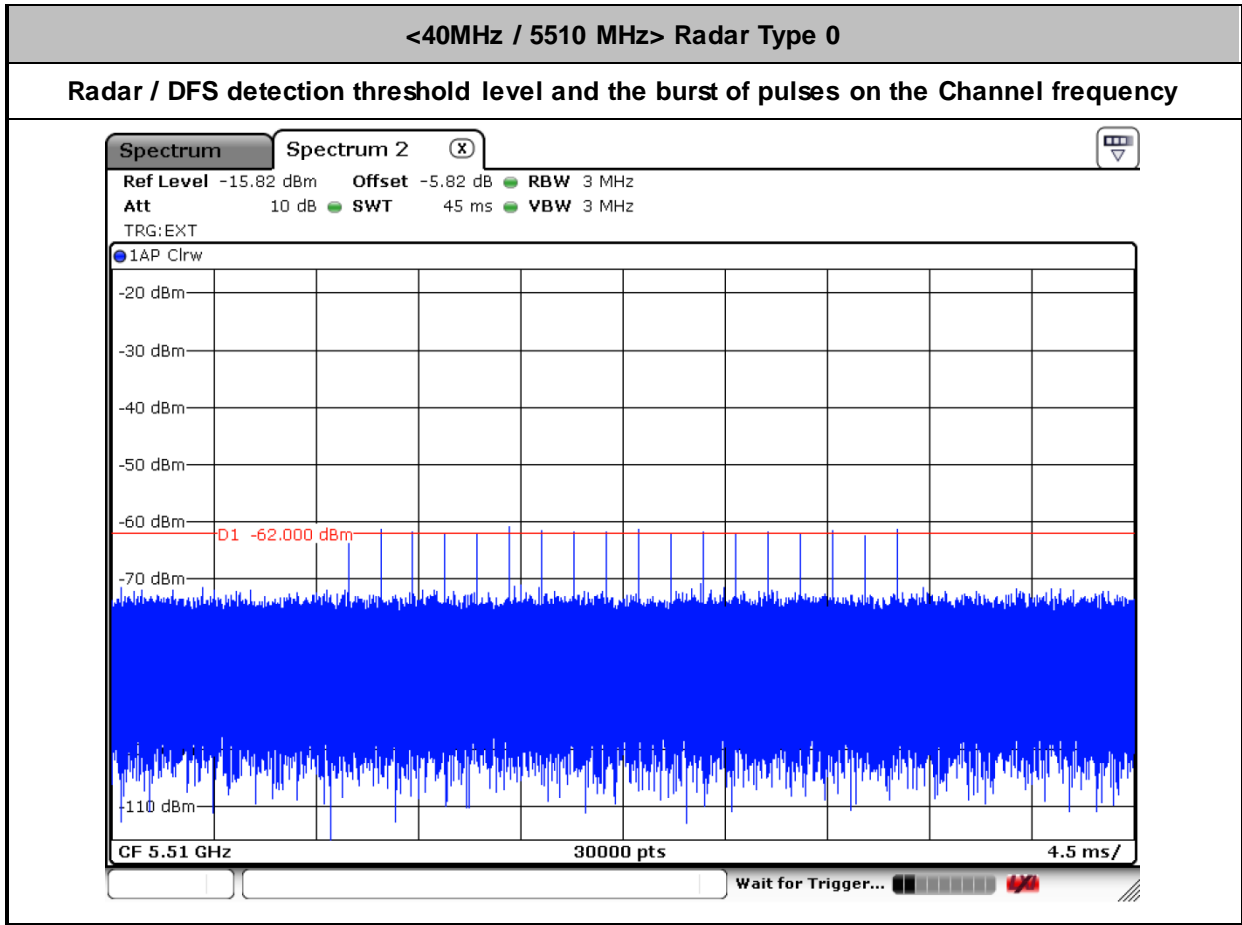 <40MHz / 5510 MHz> Radar Type 0
Radar / DFS detection threshold level and the burst of pulses on the Channel frequency
Spectrum Spectrum 2 X
Ref Level -15.82 dBm Offset -5.82 dB RBW 3 MHz
Att 10 dB SWT 45 ms VBW 3 MHz
TRG:EXT
1AP Clrw
-20 dBm
-30 dBm
-40 dBm
-50 dBm
-60 dBm
D1 -62.000 dBm
-70 dBm
-110 dBm
CF 5.51 GHz 30000 pts 4.5 ms/
Wait for Trigger...